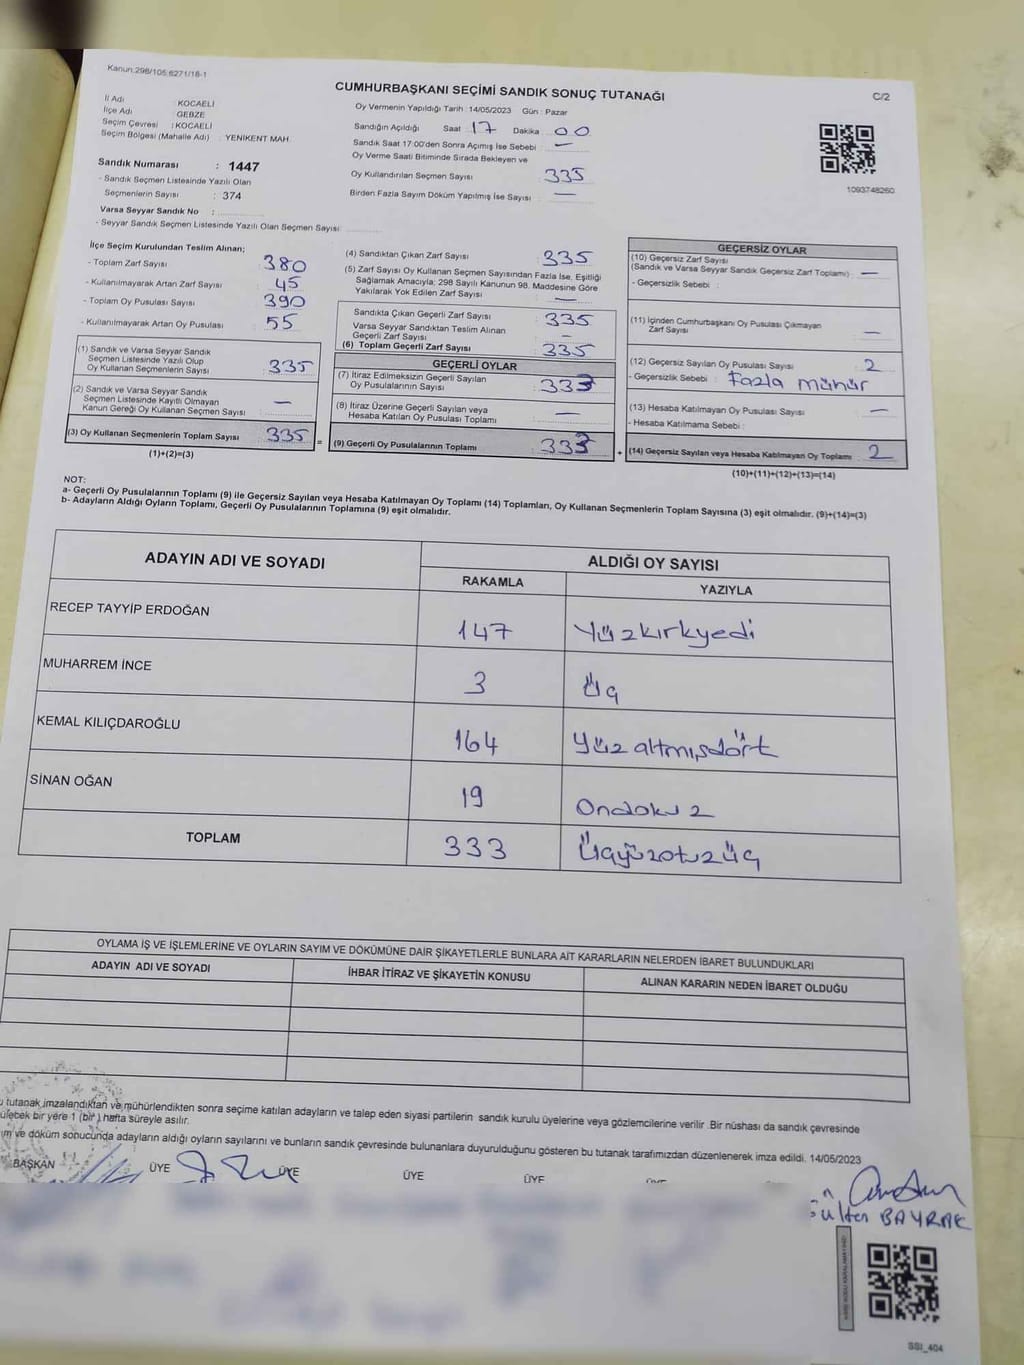 Kanun:298/105:6271/18-1
CUMHURBAŞKANI SEÇİMİ SANDIK SONUÇ TUTANAĞI
C/2
İl Adı : KOCAELİ
İlçe Adı : GEBZE
Seçim Çevresi : KOCAELİ
Seçim Bölgesi (Mahalle Adı) : YENIKENT MAH.
Oy Vermenin Yapıldığı Tarih : 14/05/2023 Gün : Pazar
Sandığın Açıldığı Saat : 17 Dakika : 00
Sandık Saat 17:00'den Sonra Açımış İse Sebebi : —
Oy Verme Saati Bitiminde Sırada Bekleyen ve
Oy Kullandırılan Seçmen Sayısı : 335
Birden Fazla Sayım Döküm Yapılmış İse Sayısı : —
1093748260
Sandık Numarası : 1447
- Sandık Seçmen Listesinde Yazılı Olan
Seçmenlerin Sayısı : 374
Varsa Seyyar Sandık No :
- Seyyar Sandık Seçmen Listesinde Yazılı Olan Seçmen Sayısı :
İlçe Seçim Kurulundan Teslim Alınan;
- Toplam Zarf Sayısı : 380
- Kullanılmayarak Artan Zarf Sayısı : 45
- Toplam Oy Pusulası Sayısı : 390
- Kullanılmayarak Artan Oy Pusulası : 55
(1) Sandık ve Varsa Seyyar Sandık
Seçmen Listesinde Yazılı Olup
Oy Kullanan Seçmenlerin Sayısı : 335
(2) Sandık ve Varsa Seyyar Sandık
Seçmen Listesinde Kayıtlı Olmayan
Kanun Gereği Oy Kullanan Seçmen Sayısı : —
(3) Oy Kullanan Seçmenlerin Toplam Sayısı : 335 =
(1)+(2)=(3)
(4) Sandıktan Çıkan Zarf Sayısı : 335
(5) Zarf Sayısı Oy Kullanan Seçmen Sayısından Fazla İse, Eşitliği
Sağlamak Amacıyla; 298 Sayılı Kanunun 98. Maddesine Göre
Yakılarak Yok Edilen Zarf Sayısı : —
Sandıkta Çıkan Geçerli Zarf Sayısı : 335
Varsa Seyyar Sandıktan Teslim Alınan
Geçerli Zarf Sayısı : —
(6) Toplam Geçerli Zarf Sayısı : 335
GEÇERLİ OYLAR
(7) İtiraz Edilmeksizin Geçerli Sayılan
Oy Pusulalarının Sayısı : 333
(8) İtiraz Üzerine Geçerli Sayılan veya
Hesaba Katılan Oy Pusulası Toplamı : —
(9) Geçerli Oy Pusulalarının Toplamı : 333 +
GEÇERSİZ OYLAR
(10) Geçersiz Zarf Sayısı
(Sandık ve Varsa Seyyar Sandık Geçersiz Zarf Toplamı) : —
- Geçersizlik Sebebi :
(11) İçinden Cumhurbaşkanı Oy Pusulası Çıkmayan
Zarf Sayısı : —
(12) Geçersiz Sayılan Oy Pusulası Sayısı : 2
- Geçersizlik Sebebi : Fazla mühür
(13) Hesaba Katılmayan Oy Pusulası Sayısı : —
- Hesaba Katılmama Sebebi :
(14) Geçersiz Sayılan veya Hesaba Katılmayan Oy Toplamı : 2
(10)+(11)+(12)+(13)=(14)
NOT:
a- Geçerli Oy Pusulalarının Toplamı (9) ile Geçersiz Sayılan veya Hesaba Katılmayan Oy Toplamı (14) Toplamları, Oy Kullanan Seçmenlerin Toplam Sayısına (3) eşit olmalıdır. (9)+(14)=(3)
b- Adayların Aldığı Oyların Toplamı, Geçerli Oy Pusulalarının Toplamına (9) eşit olmalıdır.
ADAYIN ADI VE SOYADI
ALDIĞI OY SAYISI
RAKAMLA YAZIYLA
RECEP TAYYİP ERDOĞAN 147 Yüzkırkyedi
MUHARREM İNCE 3 Üç
KEMAL KILIÇDAROĞLU 164 Yüzaltmışdört
SİNAN OĞAN 19 Ondokuz
TOPLAM 333 Üçyüzotuzüç
OYLAMA İŞ VE İŞLEMLERİNE VE OYLARIN SAYIM VE DÖKÜMÜNE DAİR ŞİKAYETLERLE BUNLARA AİT KARARLARIN NELERDEN İBARET BULUNDUKLARI
ADAYIN ADI VE SOYADI İHBAR İTİRAZ VE ŞİKAYETİN KONUSU ALINAN KARARIN NEDEN İBARET OLDUĞU
tutanak imzalandıktan ve mühürlendikten sonra seçime katılan adayların ve talep eden siyasi partilerin sandık kurulu üyelerine veya gözlemcilerine verilir .Bir nüshası da sandık çevresinde
bir yere 1 (bir ) hafta süreyle asılır.
ve döküm sonucunda adayların aldığı oyların sayılarını ve bunların sandık çevresinde bulunanlara duyurulduğunu gösteren bu tutanak tarafımızdan düzenlenerek imza edildi. 14/05/2023
BAŞKAN ÜYE ÜYE ÜYE ÜYE
BAYRAK
SSI_404